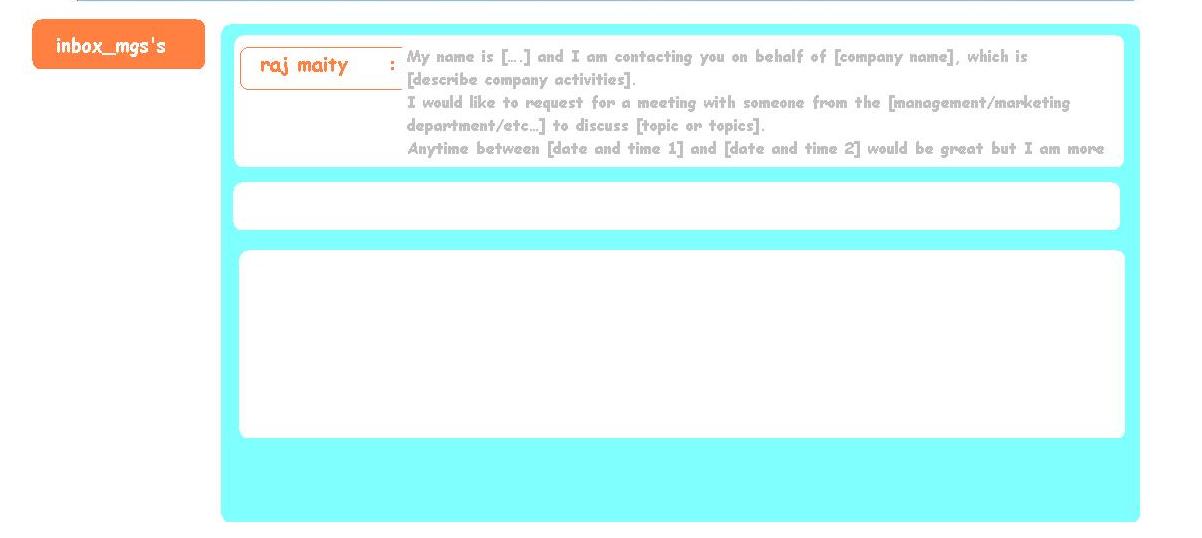 inbox_mgs's
raj maity :
My name is [....] and I am contacting you on behalf of [company name], which is
[describe company activities].
I would like to request for a meeting with someone from the [management/marketing
department/etc...] to discuss [topic or topics].
Anytime between [date and time 1] and [date and time 2] would be great but I am more